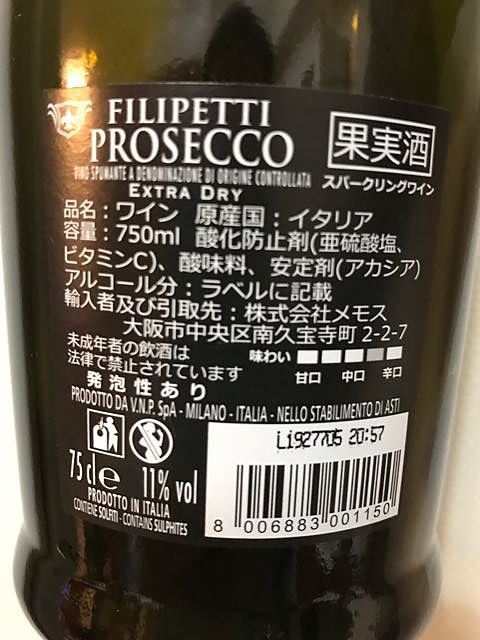 FILIPETTI
PROSECCO
VINO SPUMANTE A DENOMINAZIONE DI ORIGINE CONTROLLATA
EXTRA DRY
果実酒
スパークリングワイン
品名：ワイン 原産国：イタリア
容量：750ml 酸化防止剤(亜硫酸塩、
ビタミンC)、酸味料、安定剤(アカシア)
アルコール分：ラベルに記載
輸入者及び引取先：株式会社メモス
大阪市中央区南久宝寺町 2-2-7
未成年者の飲酒は
法律で禁止されています
味わい
甘口 中口 辛口
発泡性あり
PRODOTTO DA V.N.P. SpA - MILANO - ITALIA - NELLO STABILIMENTO DI ASTI
75 cl e 11% vol
PRODOTTO IN ITALIA
CONTIENE SOLFITI - CONTAINS SULPHITES
Li927705 20:57
8 006883 001150